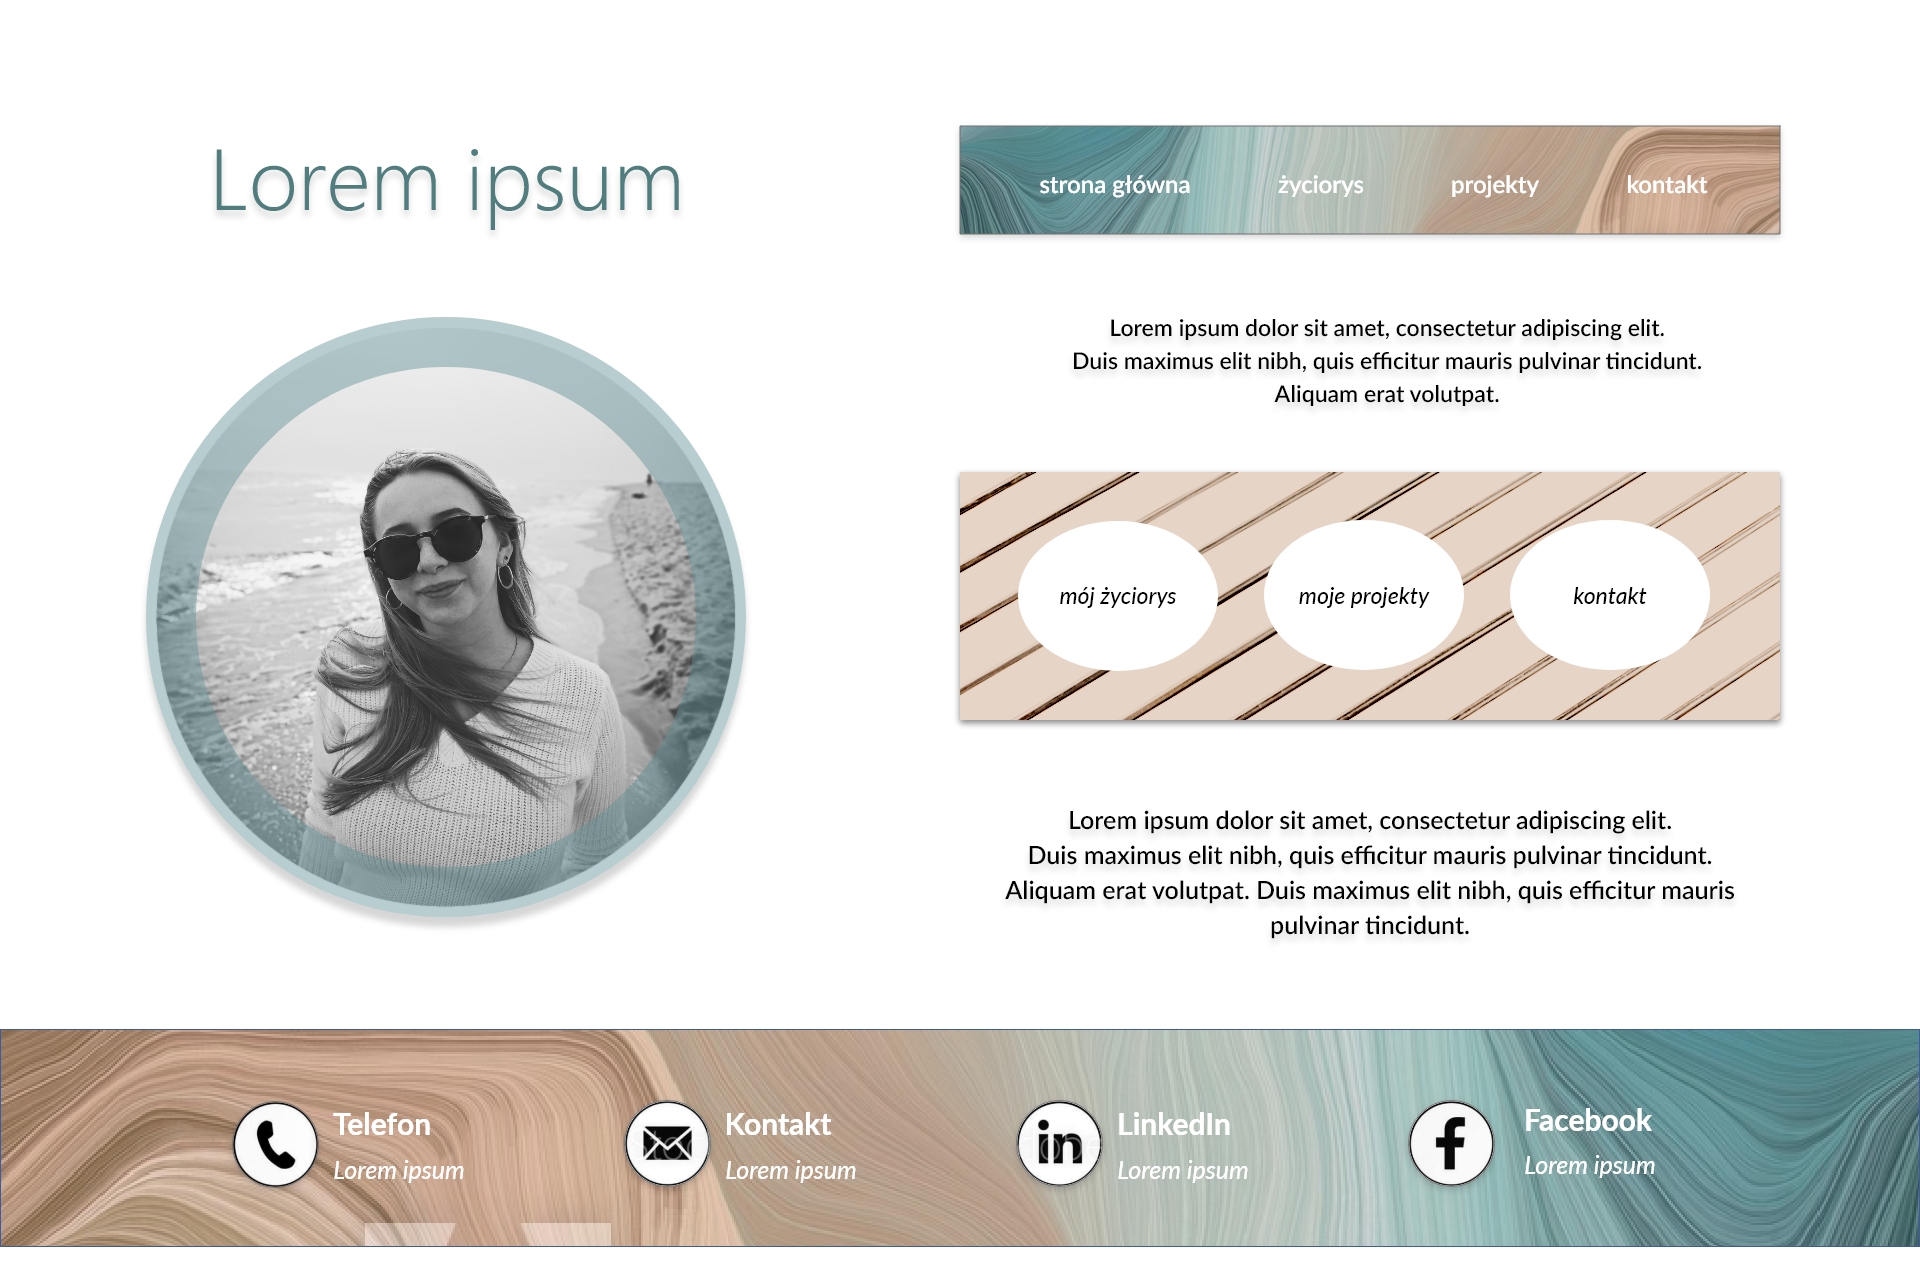 Lorem ipsum
strona główna
życiorys
projekty
kontakt
Lorem ipsum dolor sit amet, consectetur adipiscing elit.
Duis maximus elit nibh, quis efficitur mauris pulvinar tincidunt.
Aliquam erat volutpat.
mój życiorys
moje projekty
kontakt
Lorem ipsum dolor sit amet, consectetur adipiscing elit.
Duis maximus elit nibh, quis efficitur mauris pulvinar tincidunt.
Aliquam erat volutpat. Duis maximus elit nibh, quis efficitur mauris
pulvinar tincidunt.
Telefon
Lorem ipsum
Kontakt
Lorem ipsum
in
LinkedIn
Lorem ipsum
f
Facebook
Lorem ipsum